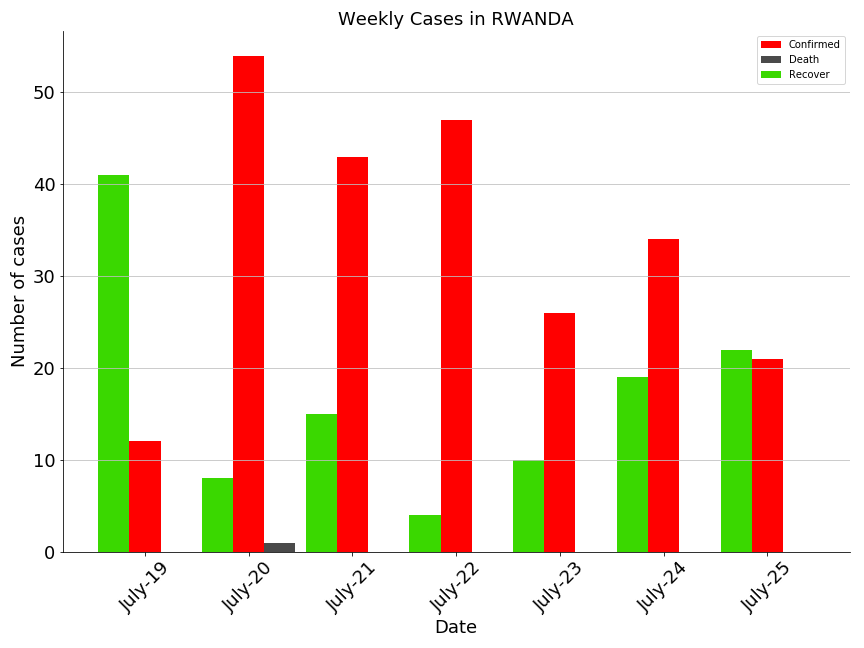 Weekly Cases in RWANDA
Confirmed
Death
Recover
Number of cases
50
40
30
20
10
0
July-19
July-20
July-21
July-22
July-23
July-24
July-25
Date